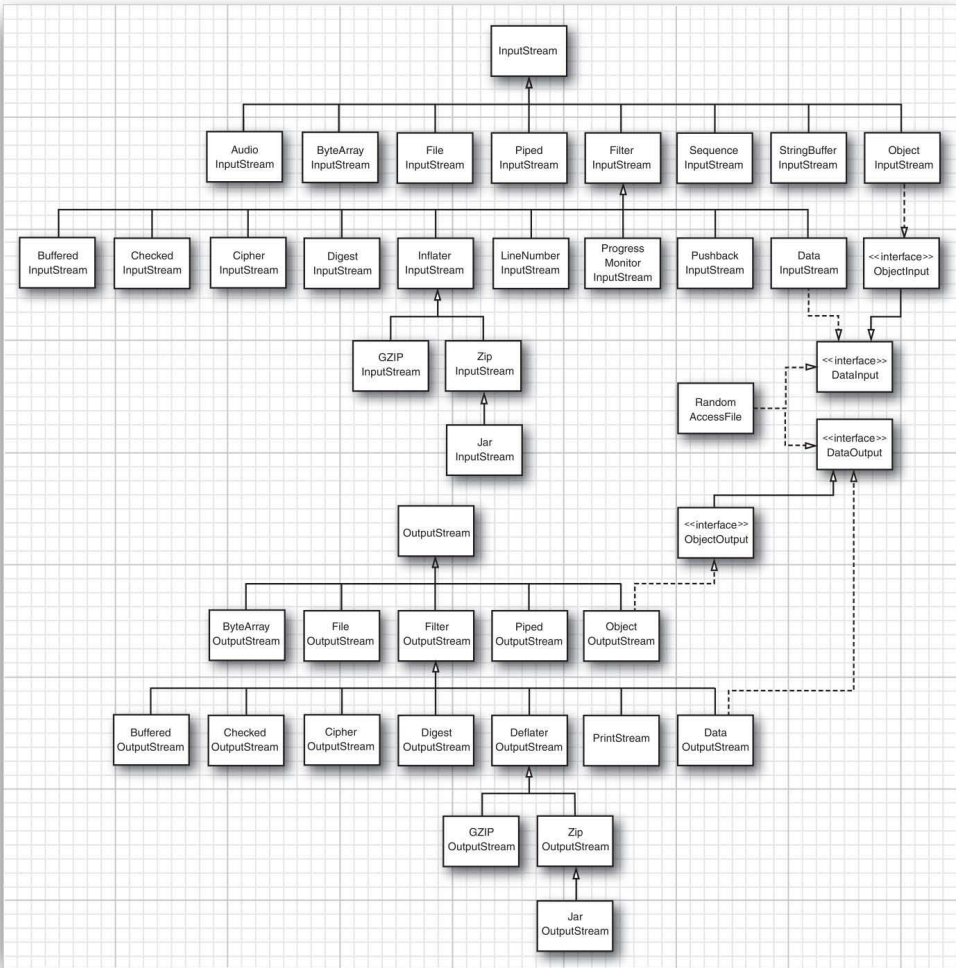 InputStream
Audio
InputStream
ByteArray
InputStream
File
InputStream
Piped
InputStream
Filter
InputStream
Sequence
InputStream
StringBuffer
InputStream
Object
InputStream
Buffered
InputStream
Checked
InputStream
Cipher
InputStream
Digest
InputStream
Inflater
InputStream
LineNumber
InputStream
Progress
Monitor
InputStream
Pushback
InputStream
Data
InputStream
<<interface>>
ObjectInput
GZIP
InputStream
Zip
InputStream
<<interface>>
DataInput
Random
AccessFile
Jar
InputStream
<<interface>>
DataOutput
OutputStream
<<interface>>
ObjectOutput
ByteArray
OutputStream
File
OutputStream
Filter
OutputStream
Piped
OutputStream
Object
OutputStream
Buffered
OutputStream
Checked
OutputStream
Cipher
OutputStream
Digest
OutputStream
Deflater
OutputStream
PrintStream
Data
OutputStream
GZIP
OutputStream
Zip
OutputStream
Jar
OutputStream